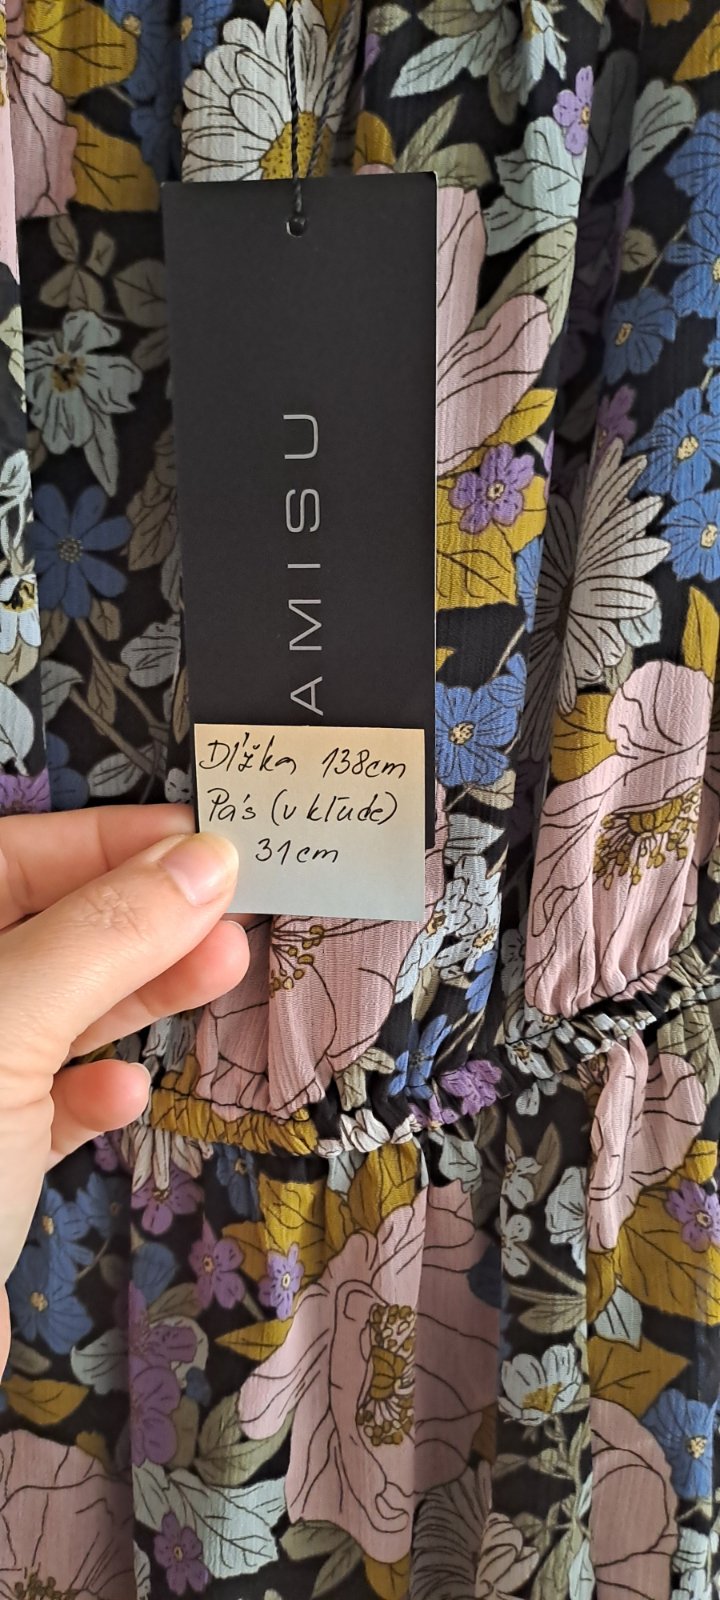 AMISU
Dĺžka 138cm
Pás (v kľude)
31cm